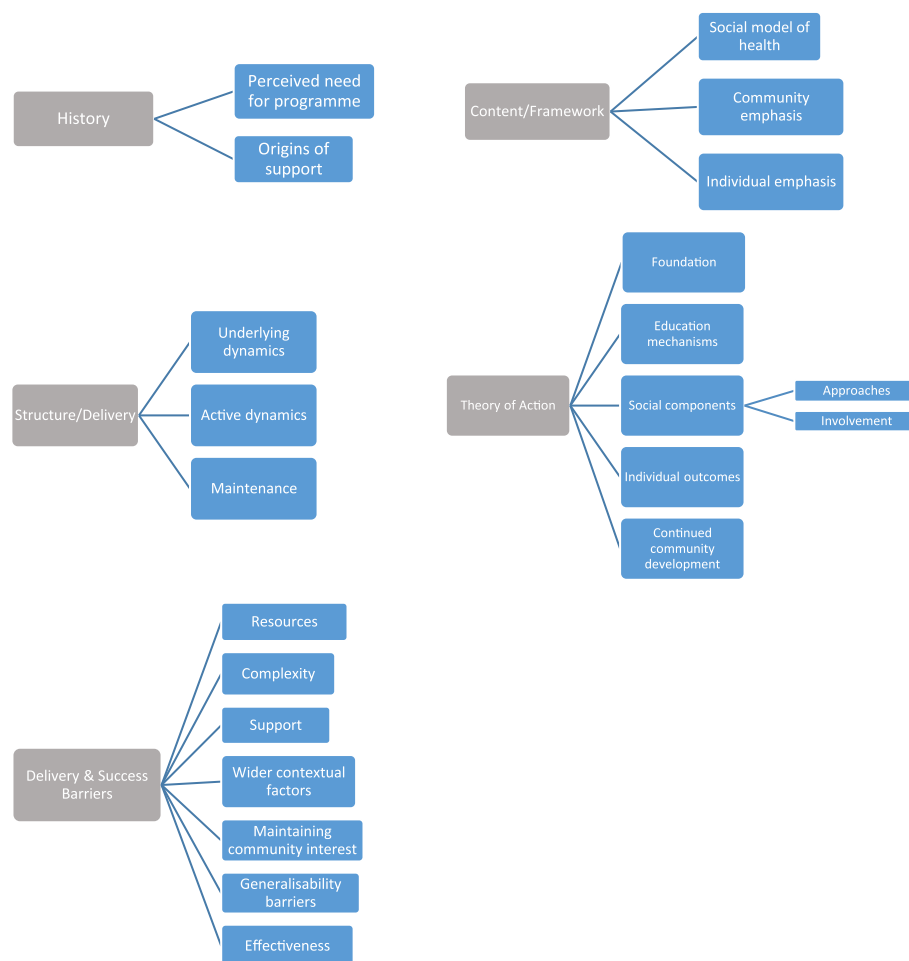 History
Perceived need
for programme
Origins of
support
Content/Framework
Social model of
health
Community
emphasis
Individual emphasis
Structure/Delivery
Underlying
dynamics
Active dynamics
Maintenance
Theory of Action
Foundation
Education
mechanisms
Social components
Approaches
Involvement
Individual outcomes
Continued
community
development
Delivery & Success
Barriers
Resources
Complexity
Support
Wider contextual
factors
Maintaining
community interest
Generalisability
barriers
Effectiveness